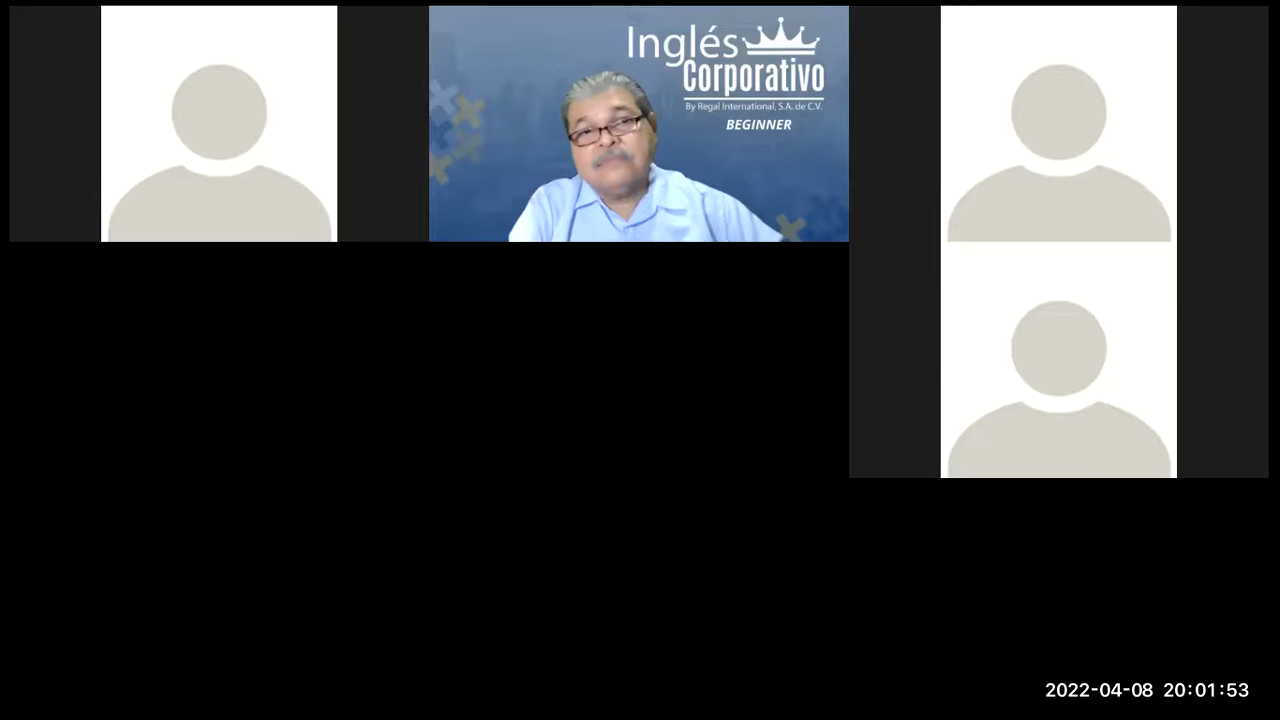 Inglés
Corporativo
By Regal International, S.A. de C.V.
BEGINNER
2022-04-08 20:01:53